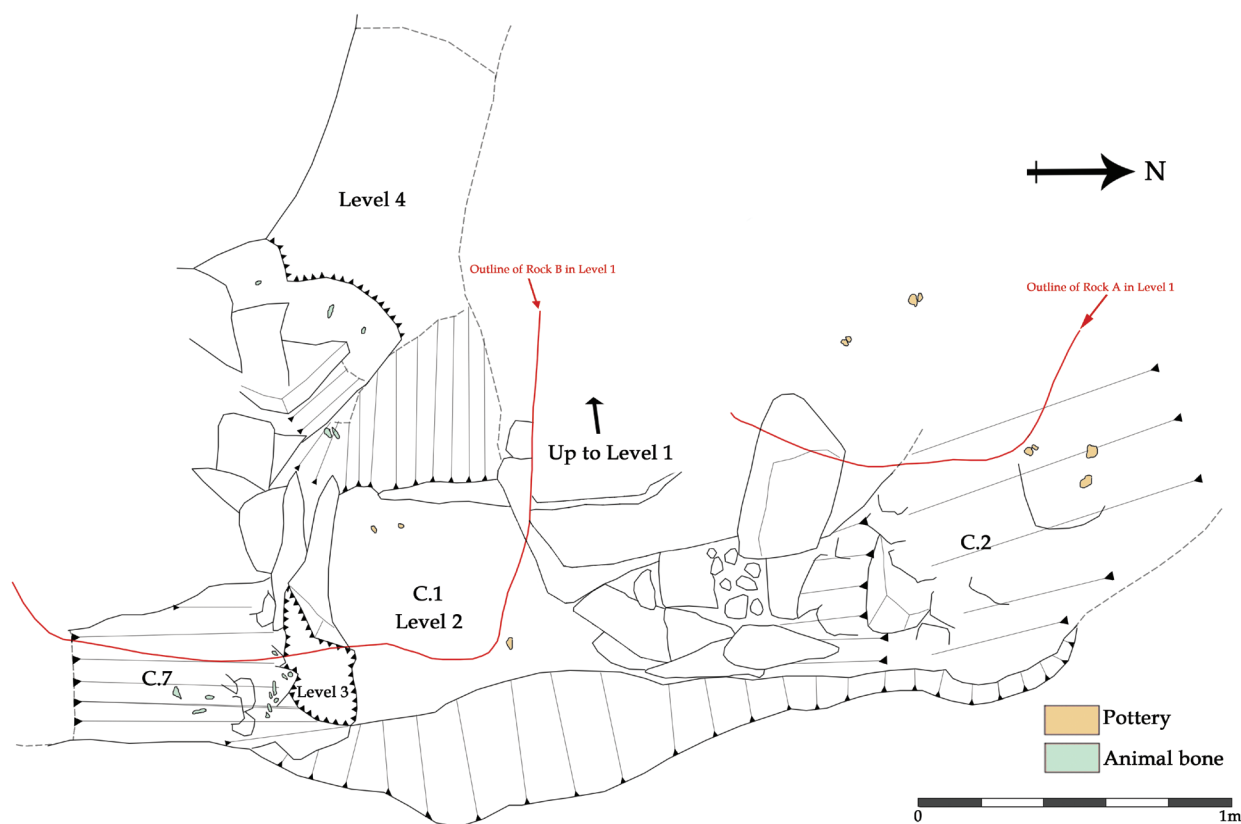 N
Level 4
Outline of Rock B in Level 1
Outline of Rock A in Level 1
Up to Level 1
C.2
C.1
Level 2
C.7
Level 3
Pottery
Animal bone
0
1m